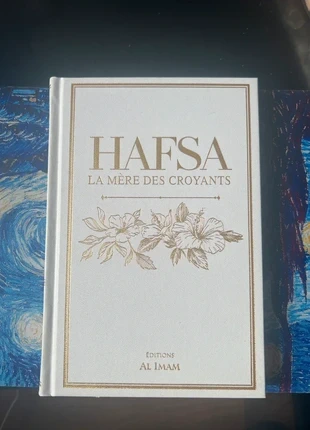 HAFSA
LA MÈRE DES CROYANTS
ÉDITIONS
AL IMAM